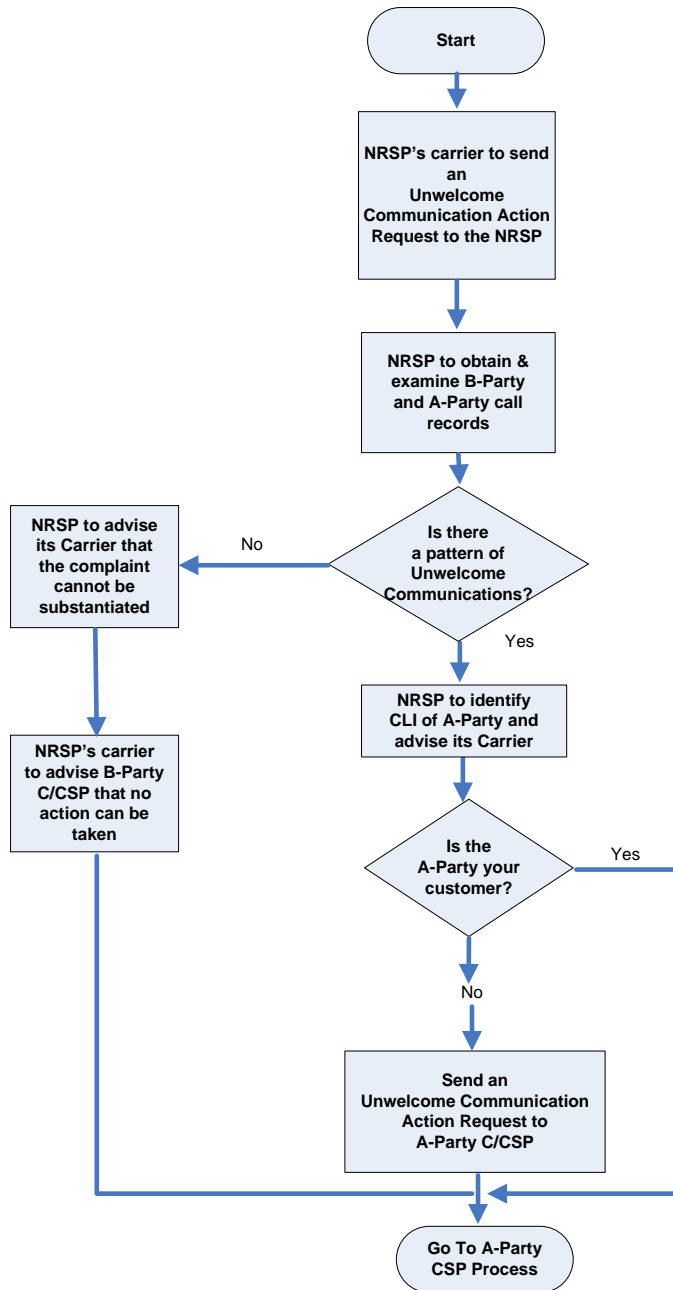 Start
NRSP's carrier to send
an
Unwelcome
Communication Action
Request to the NRSP
NRSP to obtain &
examine B-Party
and A-Party call
records
Is there
a pattern of
Unwelcome
Communications?
No
NRSP to advise
its Carrier that
the complaint
cannot be
substantiated
Yes
NRSP to identify
CLI of A-Party and
advise its Carrier
NRSP's carrier
to advise B-Party
C/CSP that no
action can be
taken
Is the
A-Party your
customer?
Yes
No
Send an
Unwelcome Communication
Action Request to
A-Party C/CSP
Go To A-Party
CSP Process